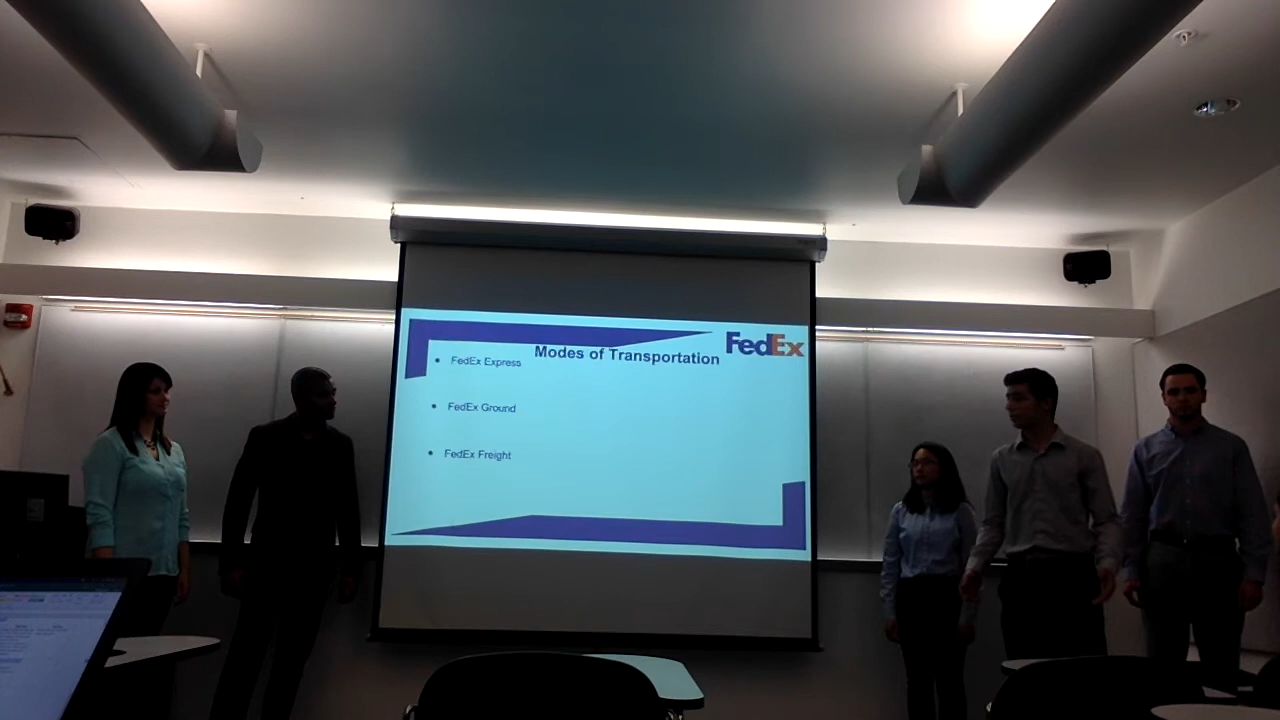 FedEx
Modes of Transportation
• FedEx Express
• FedEx Ground
• FedEx Freight